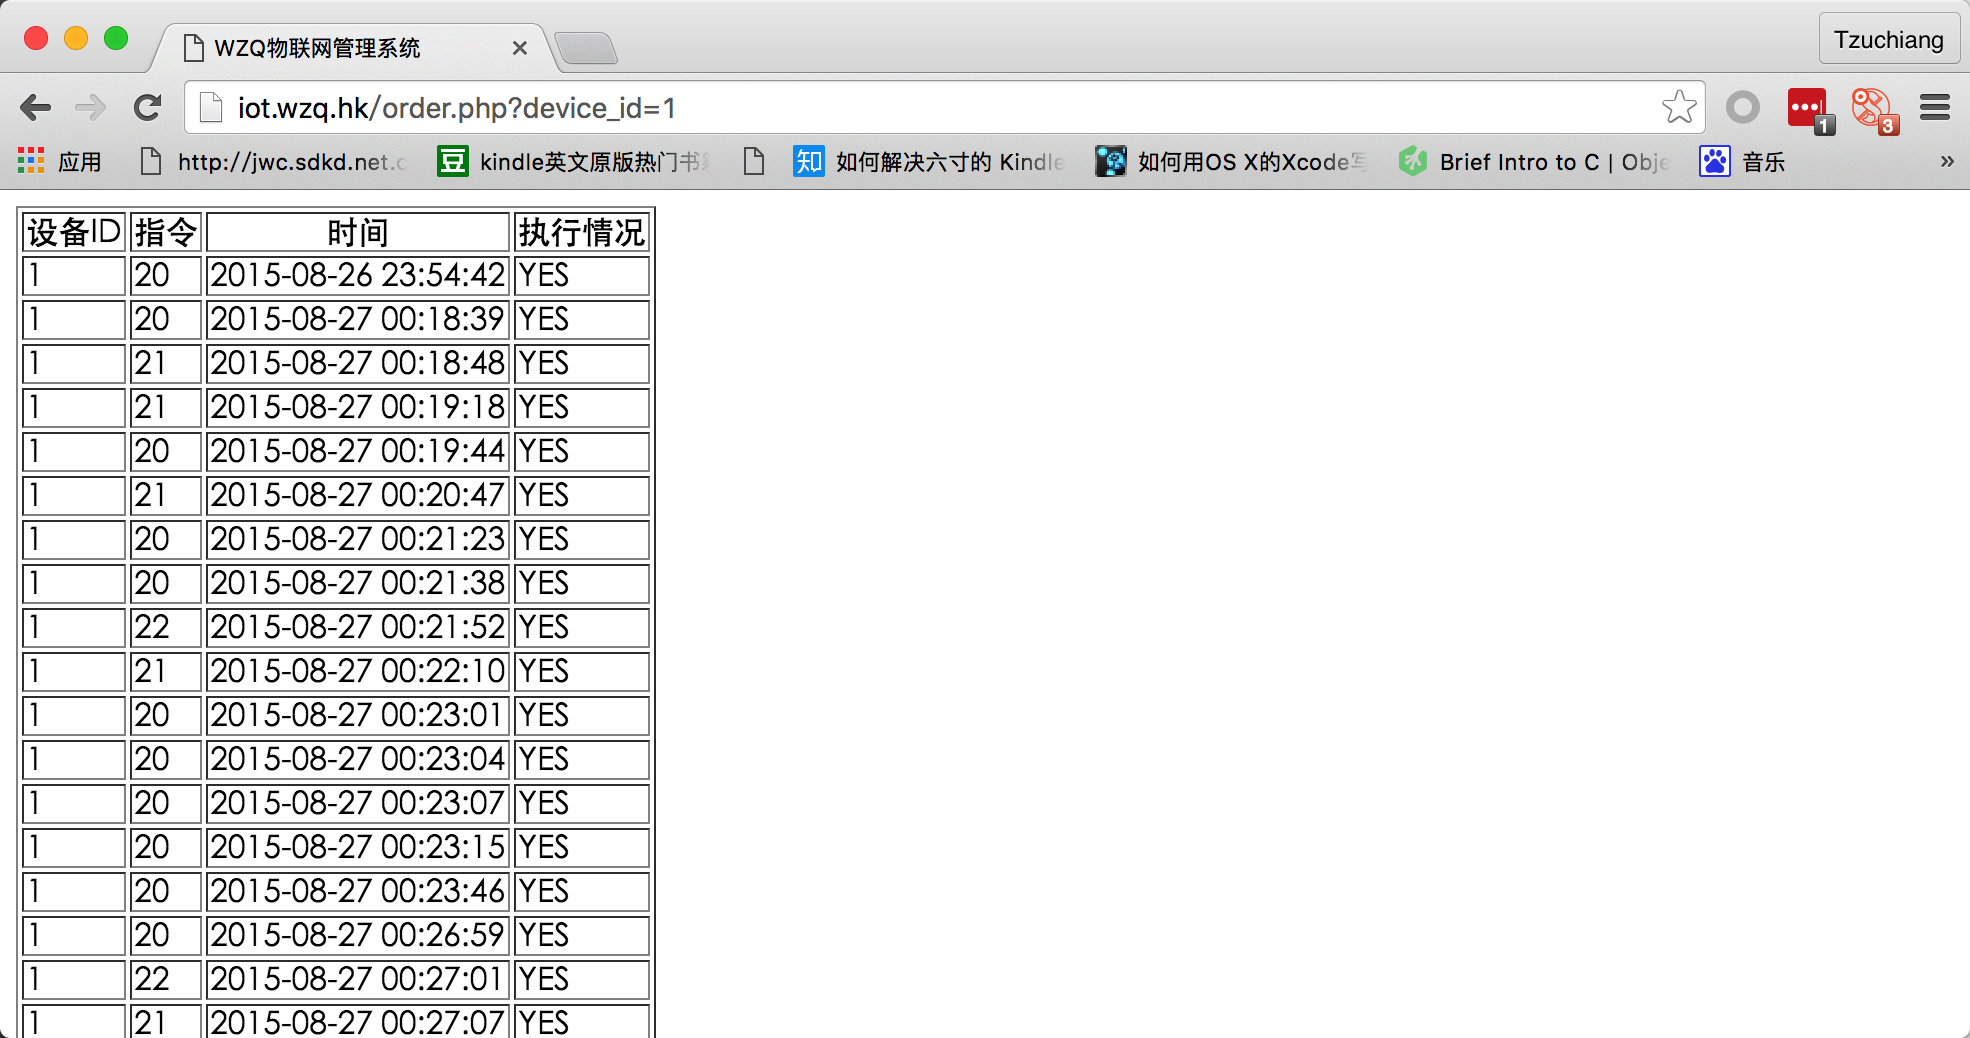 WZQ物联网管理系统
Tzuchiang
iot.wzq.hk/order.php?device_id=1
1
3
应用 http://jwc.sdkd.net.c 豆 kindle英文原版热门书 知 如何解决六寸的 Kindle 如何用OS X的Xcode写 Brief Intro to C | Obje 音乐 »
设备ID 指令 时间 执行情况
1 20 2015-08-26 23:54:42 YES
1 20 2015-08-27 00:18:39 YES
1 21 2015-08-27 00:18:48 YES
1 21 2015-08-27 00:19:18 YES
1 20 2015-08-27 00:19:44 YES
1 21 2015-08-27 00:20:47 YES
1 20 2015-08-27 00:21:23 YES
1 20 2015-08-27 00:21:38 YES
1 22 2015-08-27 00:21:52 YES
1 21 2015-08-27 00:22:10 YES
1 20 2015-08-27 00:23:01 YES
1 20 2015-08-27 00:23:04 YES
1 20 2015-08-27 00:23:07 YES
1 20 2015-08-27 00:23:15 YES
1 20 2015-08-27 00:23:46 YES
1 20 2015-08-27 00:26:59 YES
1 22 2015-08-27 00:27:01 YES
1 21 2015-08-27 00:27:07 YES